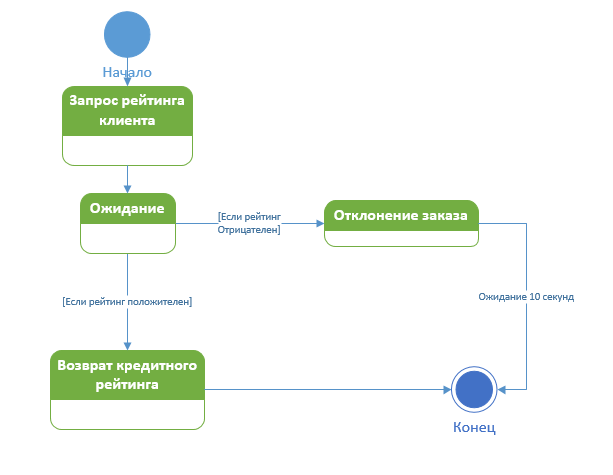 Начало
Запрос рейтинга
клиента
Ожидание
[Если рейтинг
Отрицателен]
Отклонение заказа
Ожидание 10 секунд
[Если рейтинг положителен]
Возврат кредитного
рейтинга
Конец